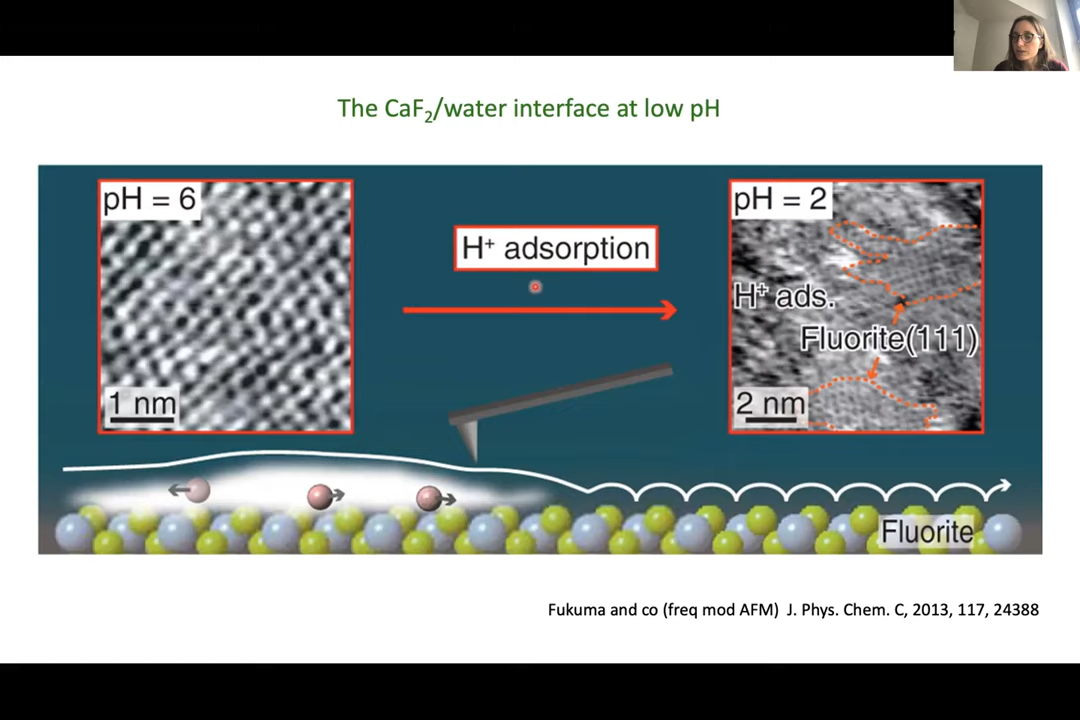 The CaF₂/water interface at low pH
pH = 6
H⁺ adsorption
pH = 2
H⁺ ads.
Fluorite(111)
1 nm
2 nm
Fluorite
Fukuma and co (freq mod AFM) J. Phys. Chem. C, 2013, 117, 24388